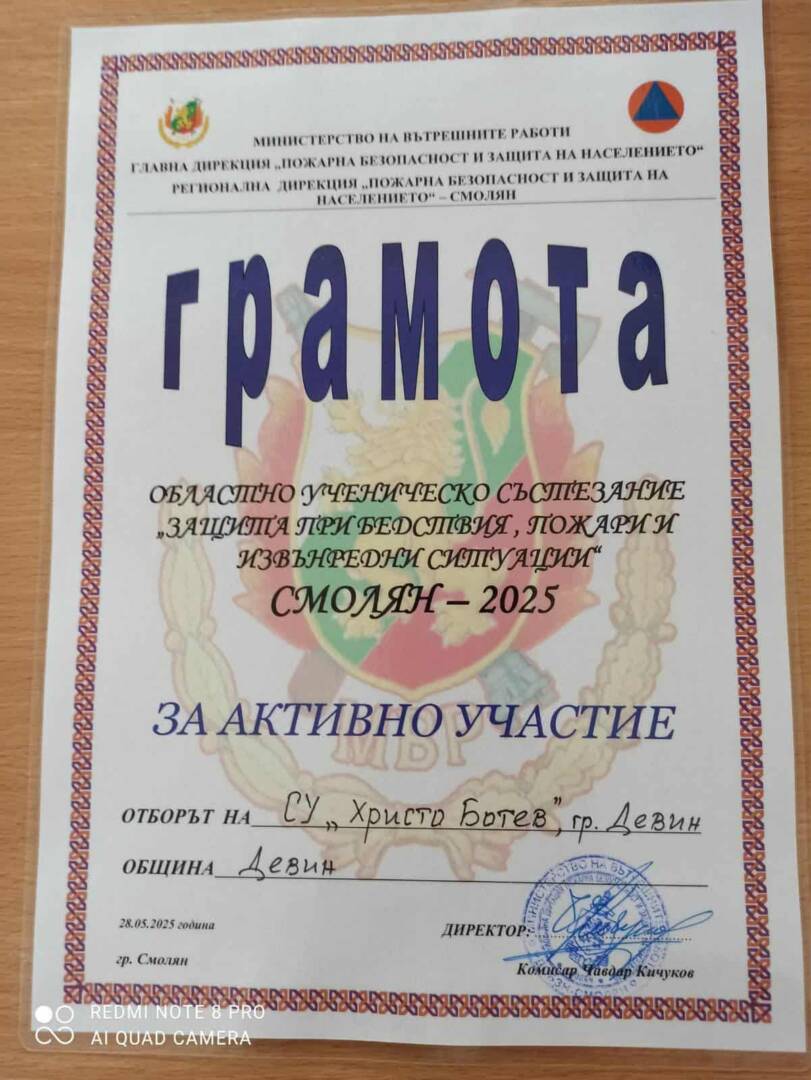 МИНИСТЕРСТВО НА ВЪТРЕШНИТЕ РАБОТИ
ГЛАВНА ДИРЕКЦИЯ „ПОЖАРНА БЕЗОПАСНОСТ И ЗАЩИТА НА НАСЕЛЕНИЕТО“
РЕГИОНАЛНА ДИРЕКЦИЯ „ПОЖАРНА БЕЗОПАСНОСТ И ЗАЩИТА НА
НАСЕЛЕНИЕТО“ – СМОЛЯН
грамота
ОБЛАСТНО УЧЕНИЧЕСКО СЪСТЕЗАНИЕ
„ЗАЩИТА ПРИ БЕДСТВИЯ , ПОЖАРИ И
ИЗВЪНРЕДНИ СИТУАЦИИ“
СМОЛЯН – 2025
ЗА АКТИВНО УЧАСТИЕ
МВР
ОТБОРЪТ НА СУ „Христо Ботев”, гр. Девин
ОБЩИНА Девин
28.05.2025 година
ДИРЕКТОР:
гр. Смолян
Комисар Чавдар Кичуков
REDMI NOTE 8 PRO
AI QUAD CAMERA